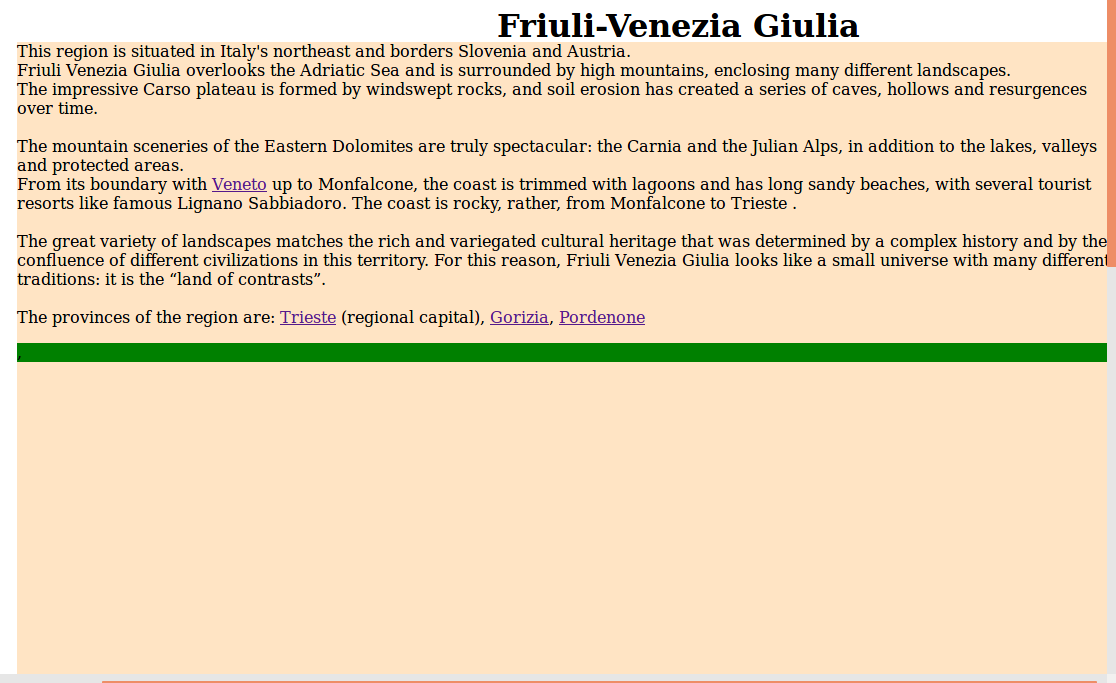 Friuli-Venezia Giulia
This region is situated in Italy's northeast and borders Slovenia and Austria.
Friuli Venezia Giulia overlooks the Adriatic Sea and is surrounded by high mountains, enclosing many different landscapes.
The impressive Carso plateau is formed by windswept rocks, and soil erosion has created a series of caves, hollows and resurgences
over time.
The mountain sceneries of the Eastern Dolomites are truly spectacular: the Carnia and the Julian Alps, in addition to the lakes, valleys
and protected areas.
From its boundary with Veneto up to Monfalcone, the coast is trimmed with lagoons and has long sandy beaches, with several tourist
resorts like famous Lignano Sabbiadoro. The coast is rocky, rather, from Monfalcone to Trieste .
The great variety of landscapes matches the rich and variegated cultural heritage that was determined by a complex history and by the
confluence of different civilizations in this territory. For this reason, Friuli Venezia Giulia looks like a small universe with many different
traditions: it is the “land of contrasts”.
The provinces of the region are: Trieste (regional capital), Gorizia, Pordenone
,